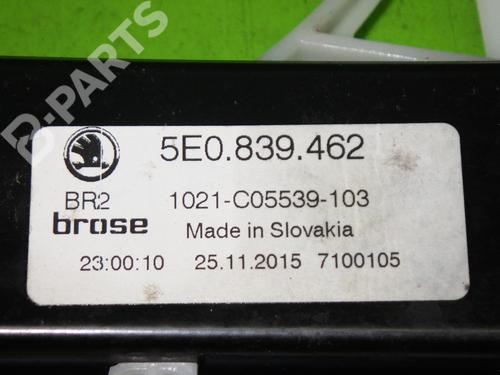 B-PARTS
5E0.839.462
BR2 1021-C05539-103
brose Made in Slovakia
23:00:10 25.11.2015 7100105